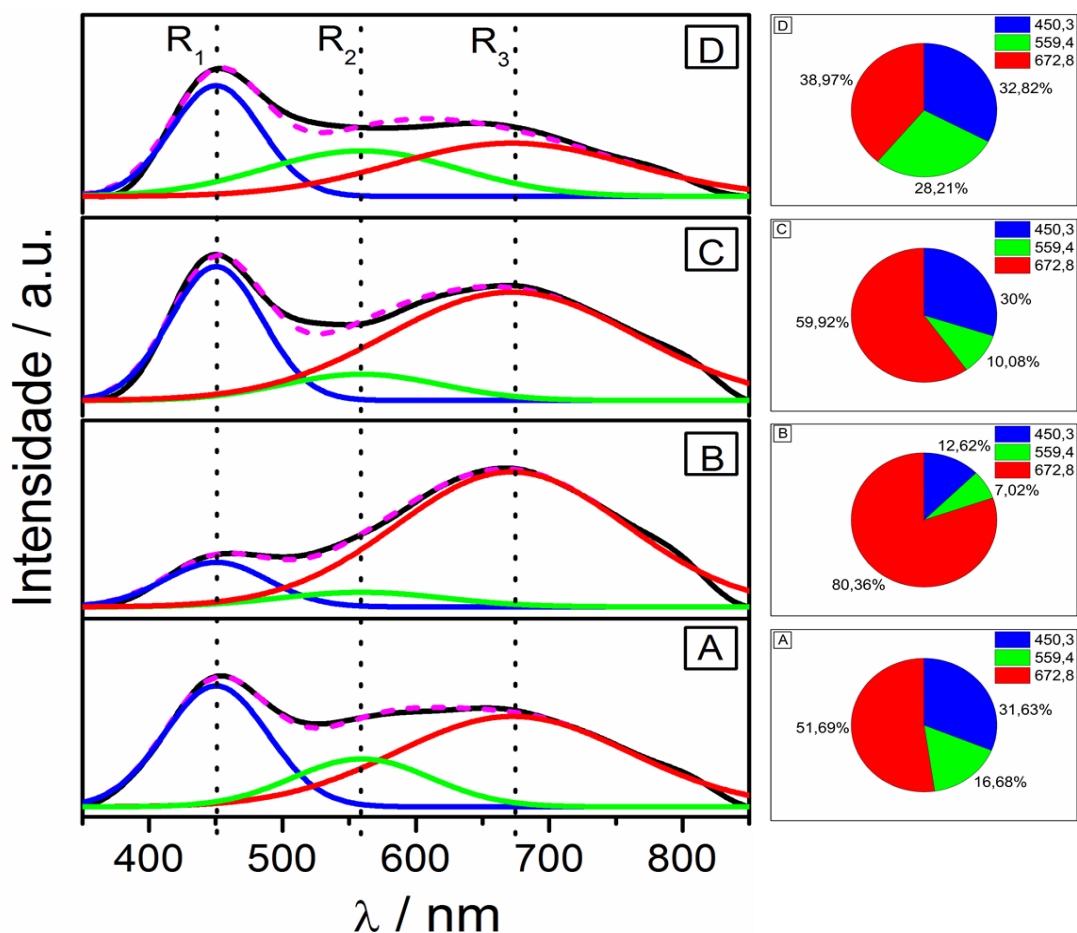 Intensidade / a.u.
R1
R2
R3
D
C
B
A
400
500
600
700
800
λ / nm
D
450,3
559,4
672,8
38,97%
32,82%
28,21%
C
450,3
559,4
672,8
30%
59,92%
10,08%
B
450,3
559,4
672,8
12,62%
7,02%
80,36%
A
450,3
559,4
672,8
31,63%
51,69%
16,68%